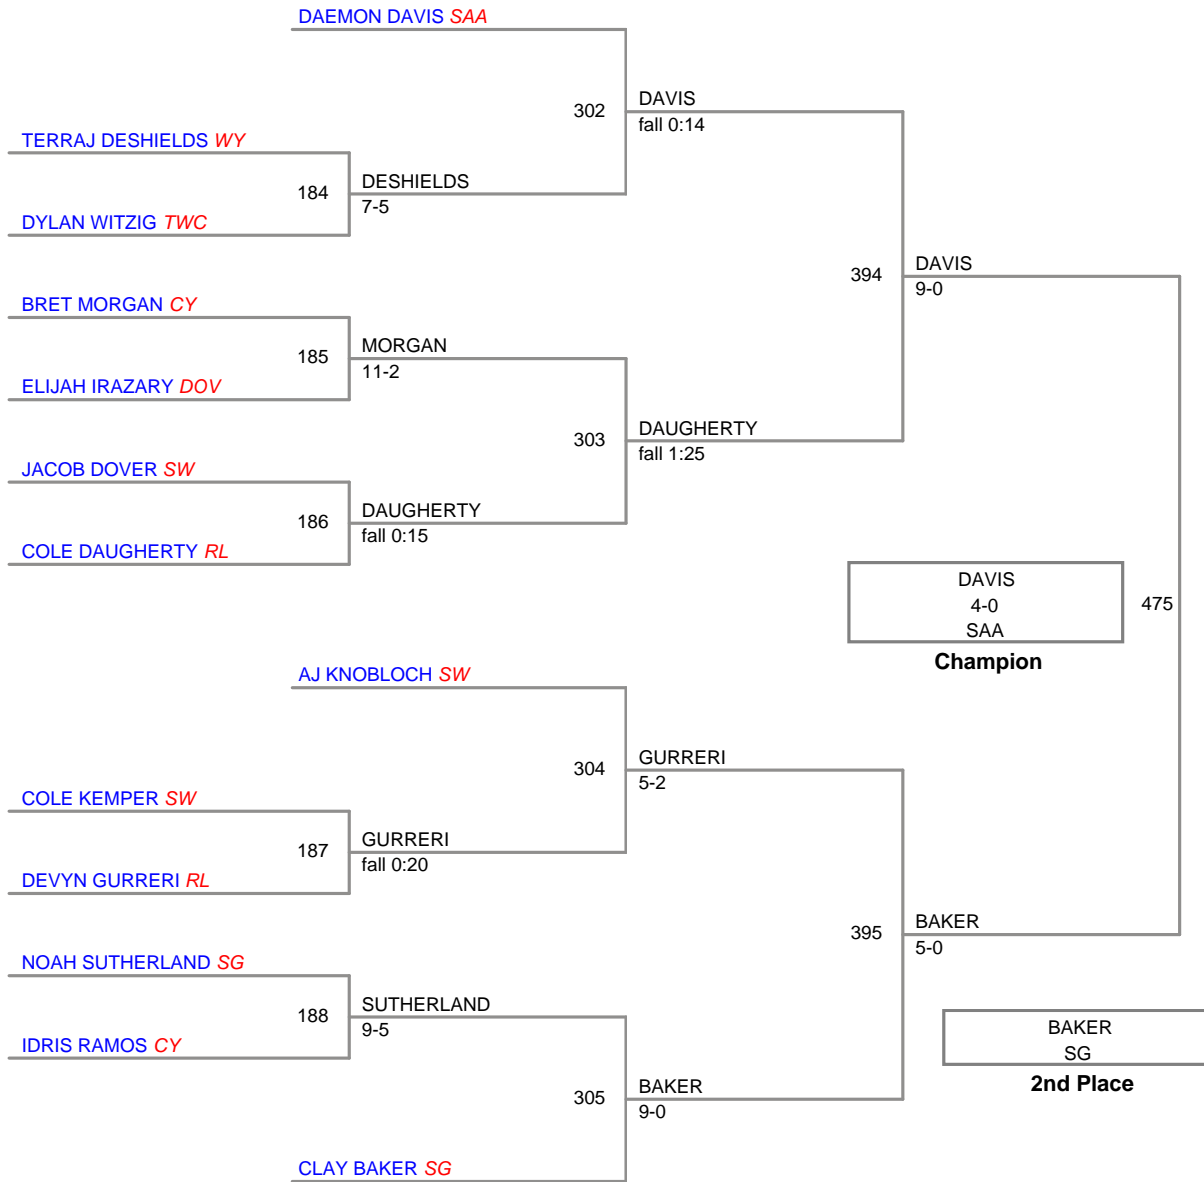 DAEMON DAVIS SAA
302
DAVIS
fall 0:14
TERRAJ DESHIELDS WY
184
DESHIELDS
7-5
DYLAN WITZIG TWC
394
DAVIS
9-0
BRET MORGAN CY
185
MORGAN
11-2
ELIJAH IRAZARY DOV
303
DAUGHERTY
fall 1:25
JACOB DOVER SW
186
DAUGHERTY
fall 0:15
COLE DAUGHERTY RL
DAVIS
4-0
SAA
Champion
475
AJ KNOBLOCH SW
304
GURRERI
5-2
COLE KEMPER SW
187
GURRERI
fall 0:20
DEVYN GURRERI RL
395
BAKER
5-0
NOAH SUTHERLAND SG
188
SUTHERLAND
9-5
IDRIS RAMOS CY
BAKER
SG
2nd Place
305
BAKER
9-0
CLAY BAKER SG